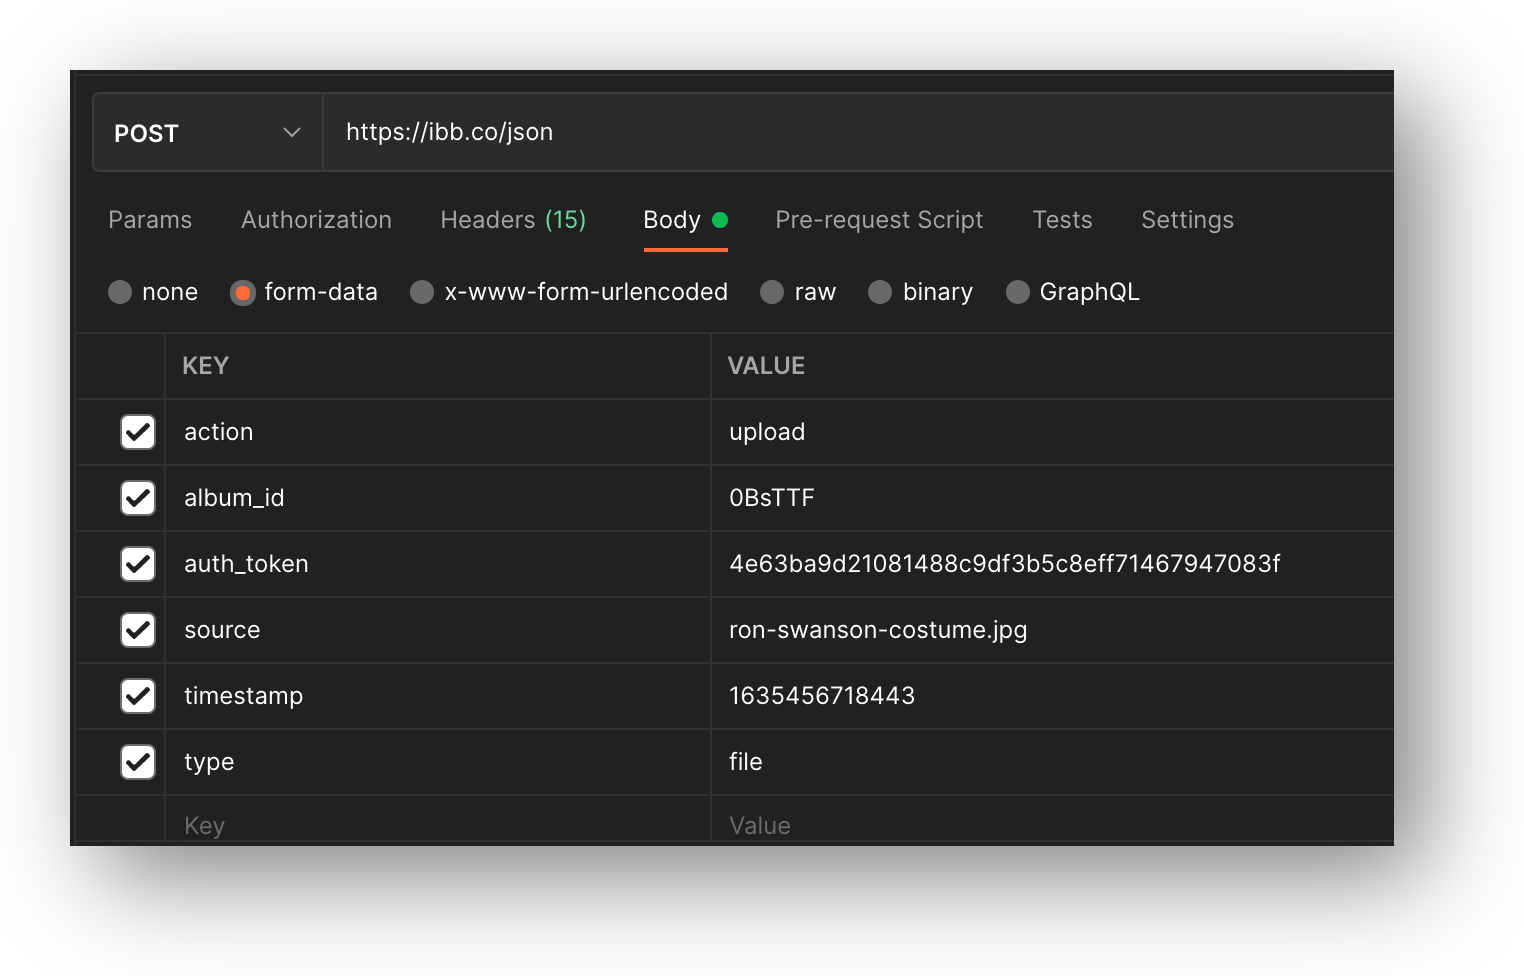 POST https://ibb.co/json
Params Authorization Headers (15) Body Pre-request Script Tests Settings
none form-data x-www-form-urlencoded raw binary GraphQL
KEY VALUE
action upload
album_id 0BsTTF
auth_token 4e63ba9d21081488c9df3b5c8eff71467947083f
source ron-swanson-costume.jpg
timestamp 1635456718443
type file
Key Value